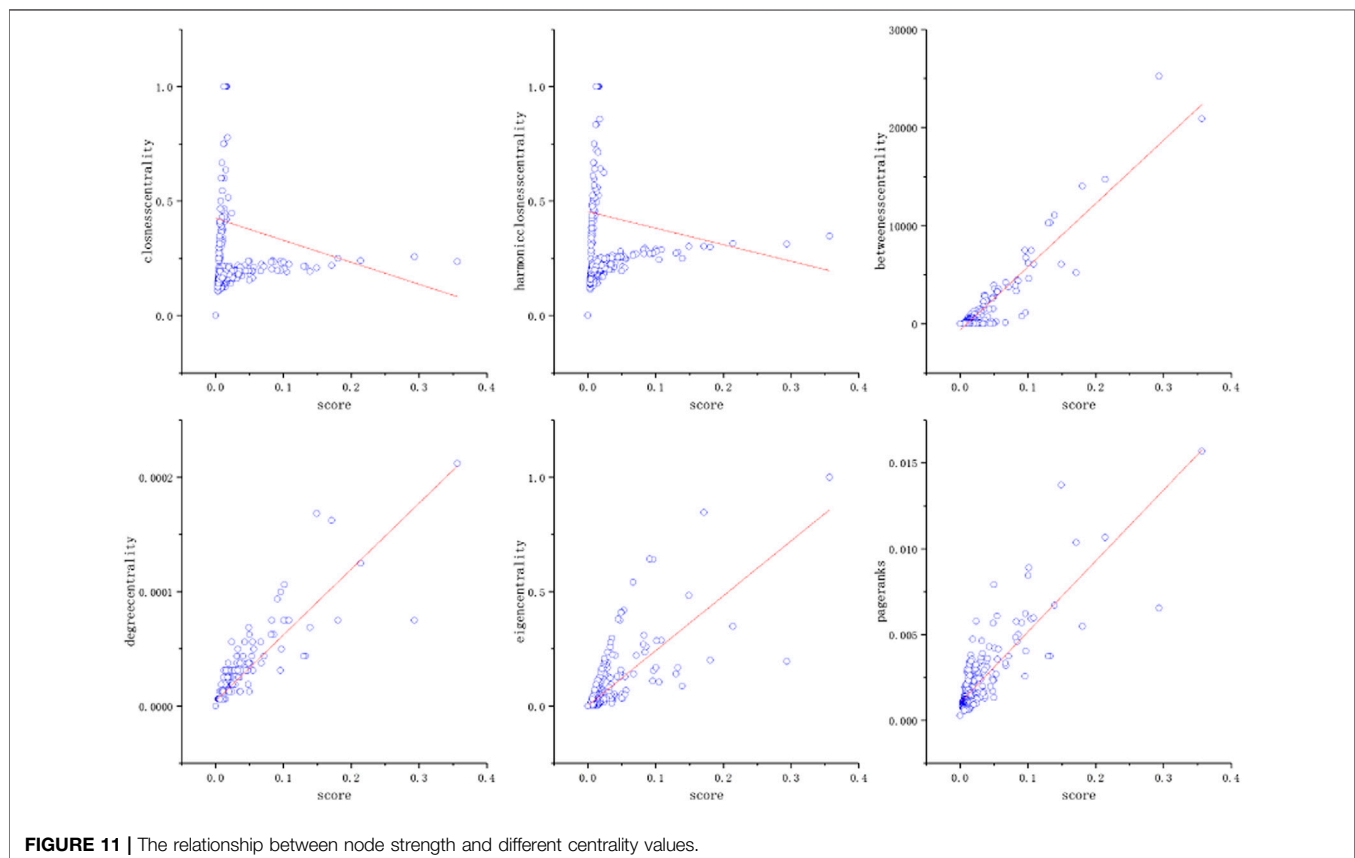 closnesscentrality
1.0
0.5
0.0
0.0 0.1 0.2 0.3 0.4
score
harmonicclosnesscentrality
1.0
0.5
0.0
0.0 0.1 0.2 0.3 0.4
score
betweennesscentrality
30000
20000
10000
0
0.0 0.1 0.2 0.3 0.4
score
degreecentrality
0.0002
0.0001
0.0000
0.0 0.1 0.2 0.3 0.4
score
eigencentrality
1.0
0.5
0.0
0.0 0.1 0.2 0.3 0.4
score
pageranks
0.015
0.010
0.005
0.000
0.0 0.1 0.2 0.3 0.4
score
FIGURE 11 | The relationship between node strength and different centrality values.